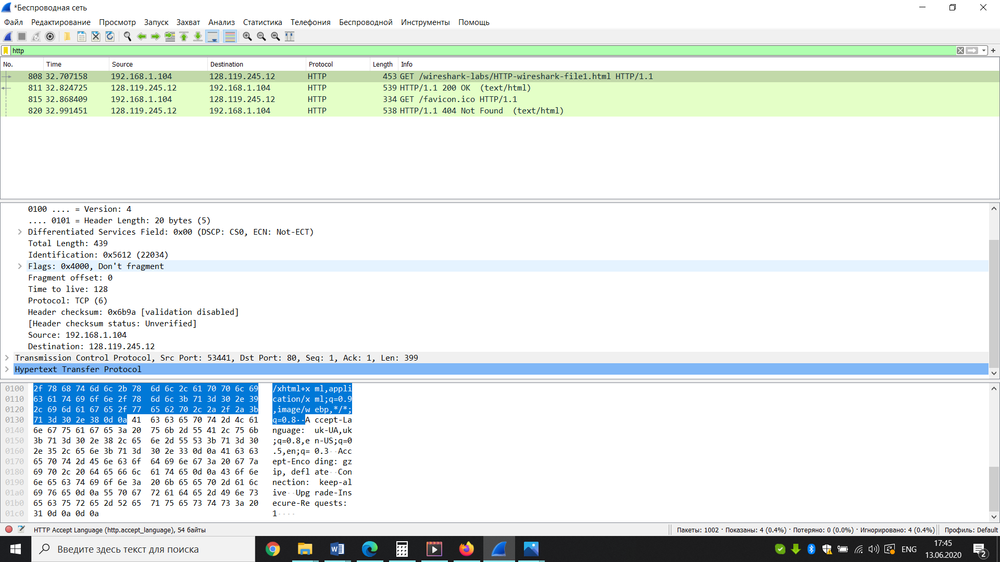 *Беспроводная сеть
Файл Редактирование Просмотр Запуск Захват Анализ Статистика Телефония Беспроводной Инструменты Помощь
http
No. Time Source Destination Protocol Length Info
808 32.707158 192.168.1.104 128.119.245.12 HTTP 453 GET /wireshark-labs/HTTP-wireshark-file1.html HTTP/1.1
811 32.824725 128.119.245.12 192.168.1.104 HTTP 539 HTTP/1.1 200 OK (text/html)
815 32.868409 192.168.1.104 128.119.245.12 HTTP 334 GET /favicon.ico HTTP/1.1
820 32.991451 128.119.245.12 192.168.1.104 HTTP 538 HTTP/1.1 404 Not Found (text/html)
0100 .... = Version: 4
.... 0101 = Header Length: 20 bytes (5)
Differentiated Services Field: 0x00 (DSCP: CS0, ECN: Not-ECT)
Total Length: 439
Identification: 0x5612 (22034)
Flags: 0x4000, Don't fragment
Fragment offset: 0
Time to live: 128
Protocol: TCP (6)
Header checksum: 0x6b9a [validation disabled]
[Header checksum status: Unverified]
Source: 192.168.1.104
Destination: 128.119.245.12
Transmission Control Protocol, Src Port: 53441, Dst Port: 80, Seq: 1, Ack: 1, Len: 399
Hypertext Transfer Protocol
0100 2f 78 68 74 6d 6c 2b 78 6d 6c 2c 61 70 70 6c 69 /xhtml+x ml,appli
0110 63 61 74 69 6f 6e 2f 78 6d 6c 3b 71 3d 30 2e 39 cation/x ml;q=0.9
0120 2c 69 6d 61 67 65 2f 77 65 62 70 2c 2a 2f 2a 3b ,image/w ebp,*/*;
0130 71 3d 30 2e 38 0d 0a 41 63 63 65 70 74 2d 4c 61 q=0.8··A ccept-La
0140 6e 67 75 61 67 65 3a 20 75 6b 2d 55 41 2c 75 6b nguage: uk-UA,uk
0150 3b 71 3d 30 2e 38 2c 65 6e 2d 55 53 3b 71 3d 30 ;q=0.8,e n-US;q=0
0160 2e 35 2c 65 6e 3b 71 3d 30 2e 33 0d 0a 41 63 63 .5,en;q= 0.3··Acc
0170 65 70 74 2d 45 6e 63 6f 64 69 6e 67 3a 20 67 7a ept-Enco ding: gz
0180 69 70 2c 20 64 65 66 6c 61 74 65 0d 0a 43 6f 6e ip, defl ate··Con
0190 6e 65 63 74 69 6f 6e 3a 20 6b 65 65 70 2d 61 6c nection: keep-al
01a0 69 76 65 0d 0a 55 70 67 72 61 64 65 2d 49 6e 73 ive··Upg rade-Ins
01b0 65 63 75 72 65 2d 52 65 71 75 65 73 74 73 3a 20 ecure-Re quests:
01c0 31 0d 0a 0d 0a 1····
HTTP Accept Language (http.accept_language), 54 байты Пакеты: 1002 · Показаны: 4 (0.4%) · Потеряно: 0 (0.0%) · Игнорировано: 4 (0.4%) Профиль: Default
Введите здесь текст для поиска ENG 17:45
13.06.2020
2